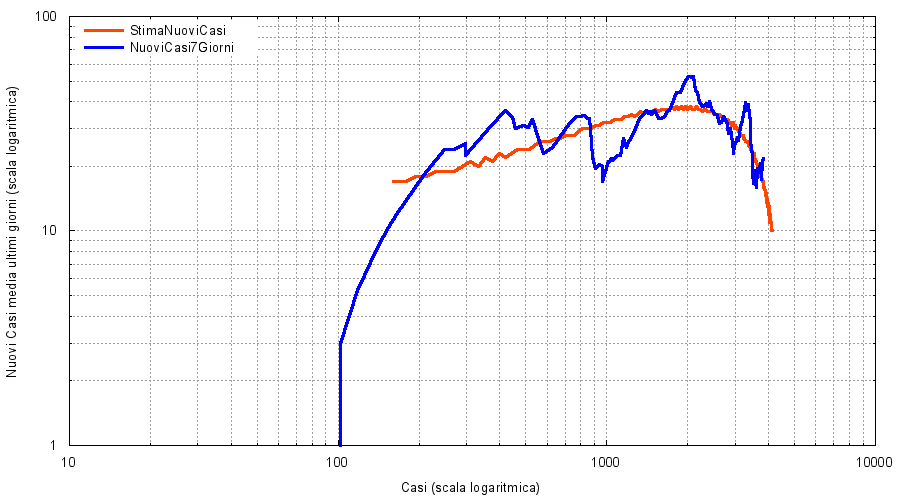 100
StimaNuoviCasi
NuoviCasi7Giorni
Nuovi Casi media ultimi giorni (scala logaritmica)
10
1
10
100
1000
10000
Casi (scala logaritmica)